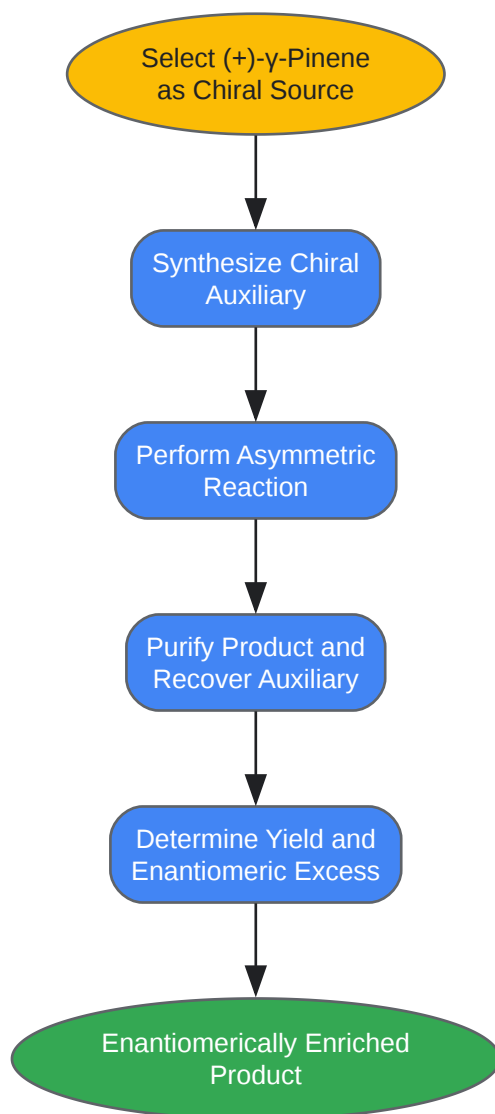 Select (+)-γ-Pinene
as Chiral Source
Synthesize Chiral
Auxiliary
Perform Asymmetric
Reaction
Purify Product and
Recover Auxiliary
Determine Yield and
Enantiomeric Excess
Enantiomerically Enriched
Product